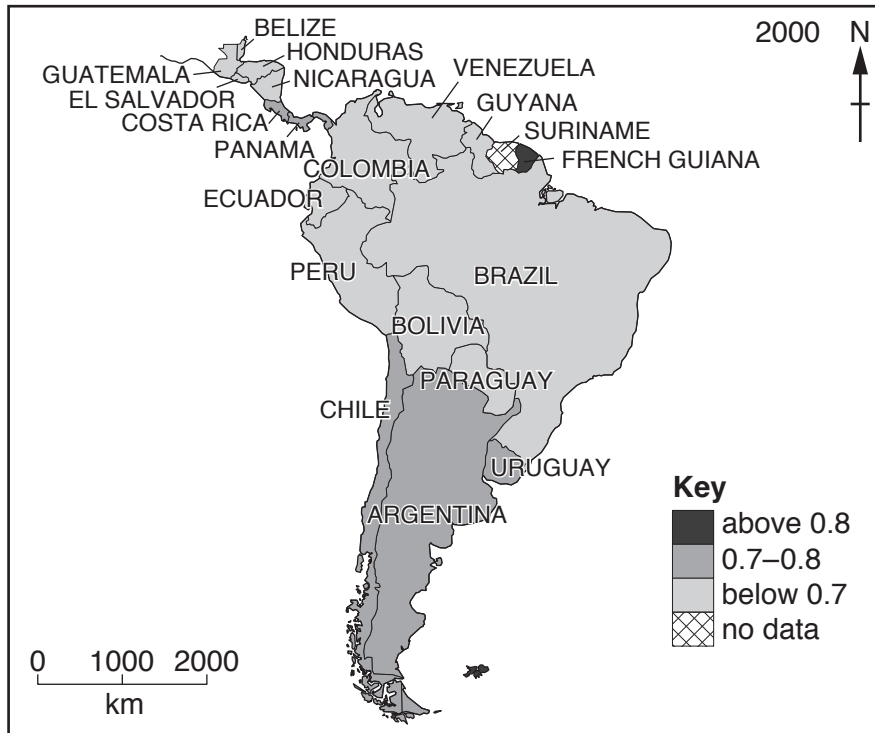 2000 N
BELIZE
HONDURAS
GUATEMALA
NICARAGUA
VENEZUELA
EL SALVADOR
GUYANA
COSTA RICA
SURINAME
PANAMA
FRENCH GUIANA
COLOMBIA
ECUADOR
PERU
BRAZIL
BOLIVIA
PARAGUAY
CHILE
URUGUAY
ARGENTINA
Key
above 0.8
0.7–0.8
below 0.7
no data
0 1000 2000
km